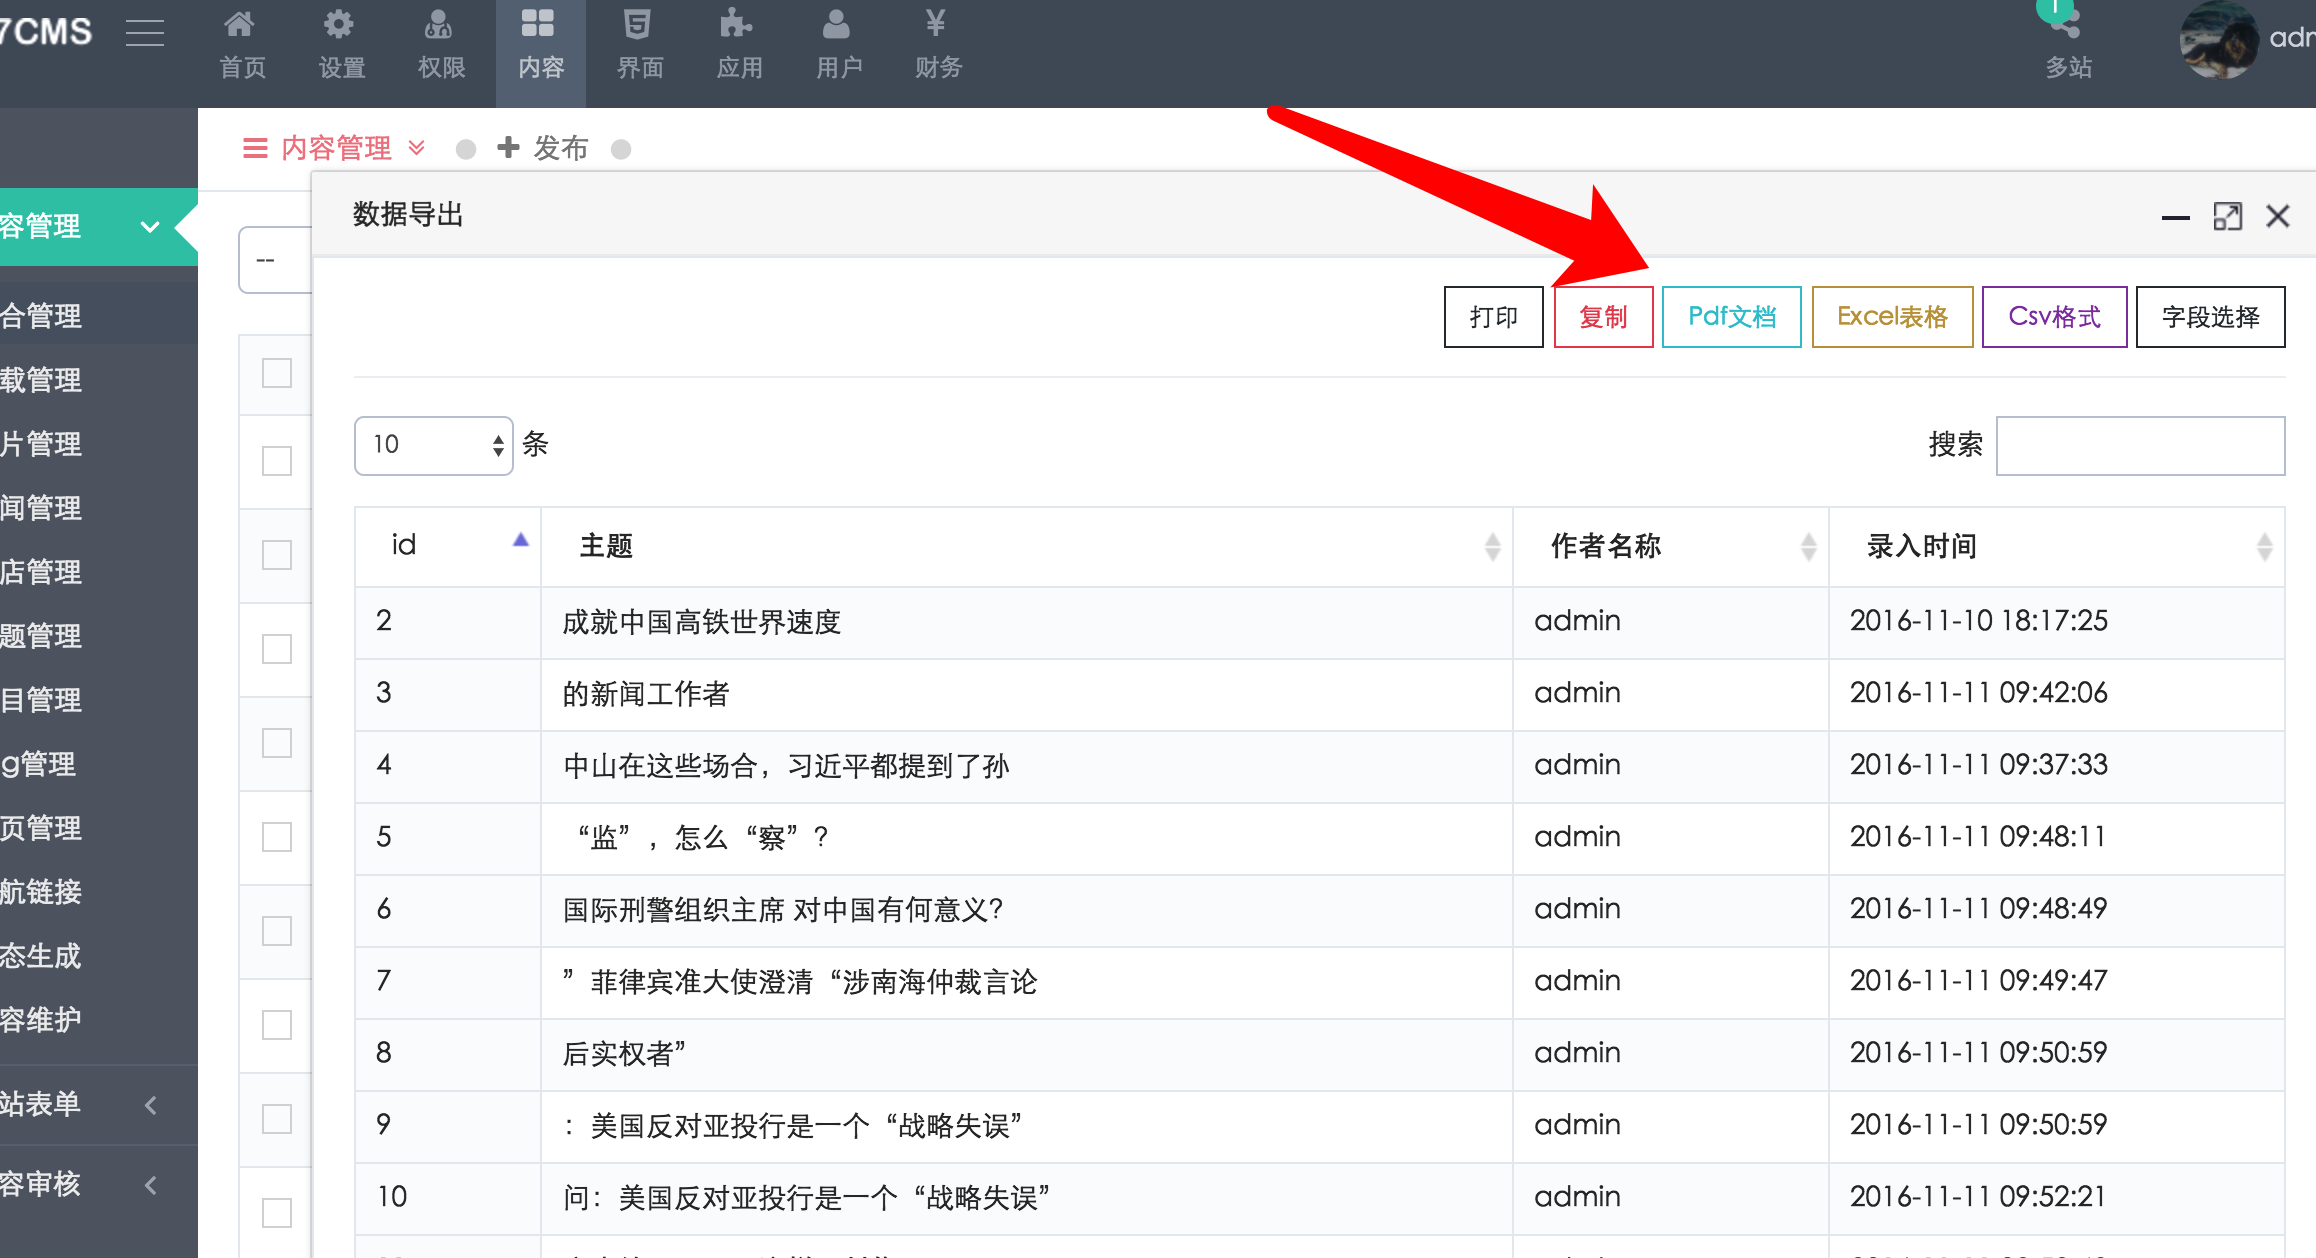 7CMS
首页
设置
权限
内容
界面
应用
用户
财务
1
多站
内容管理
发布
数据导出
--
打印
复制
Pdf文档
Excel表格
Csv格式
字段选择
10 条
搜索
id 主题 作者名称 录入时间
2 成就中国高铁世界速度 admin 2016-11-10 18:17:25
3 的新闻工作者 admin 2016-11-11 09:42:06
4 中山在这些场合，习近平都提到了孙 admin 2016-11-11 09:37:33
5 “监”，怎么“察”? admin 2016-11-11 09:48:11
6 国际刑警组织主席 对中国有何意义? admin 2016-11-11 09:48:49
7 ”菲律宾准大使澄清“涉南海仲裁言论 admin 2016-11-11 09:49:47
8 后实权者” admin 2016-11-11 09:50:59
9 ：美国反对亚投行是一个“战略失误” admin 2016-11-11 09:50:59
10 问：美国反对亚投行是一个“战略失误” admin 2016-11-11 09:52:21
容管理
合管理
载管理
片管理
闻管理
店管理
题管理
目管理
g管理
页管理
航链接
态生成
容维护
站表单
容审核